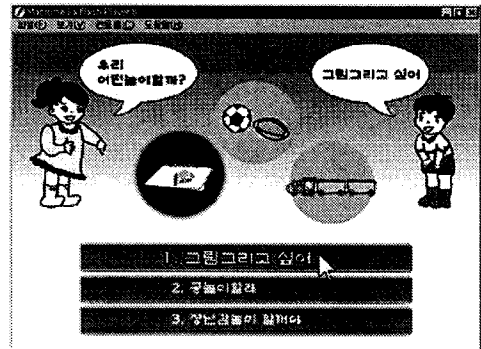 우리
어떤놀이할까?
그림그리고 싶어
1. 그림그리고 싶어
2. 공놀이할래
3. 장난감놀이 할꺼야